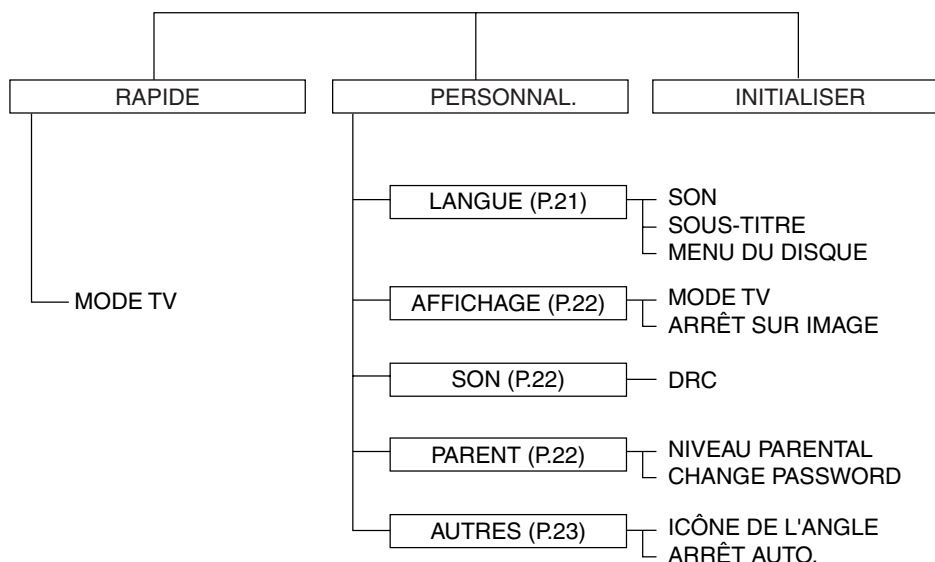 RAPIDE
PERSONNAL.
INITIALISER
LANGUE (P.21)
SON
SOUS-TITRE
MENU DU DISQUE
MODE TV
AFFICHAGE (P.22)
MODE TV
ARRÊT SUR IMAGE
SON (P.22)
DRC
PARENT (P.22)
NIVEAU PARENTAL
CHANGE PASSWORD
AUTRES (P.23)
ICÔNE DE L'ANGLE
ARRÊT AUTO.